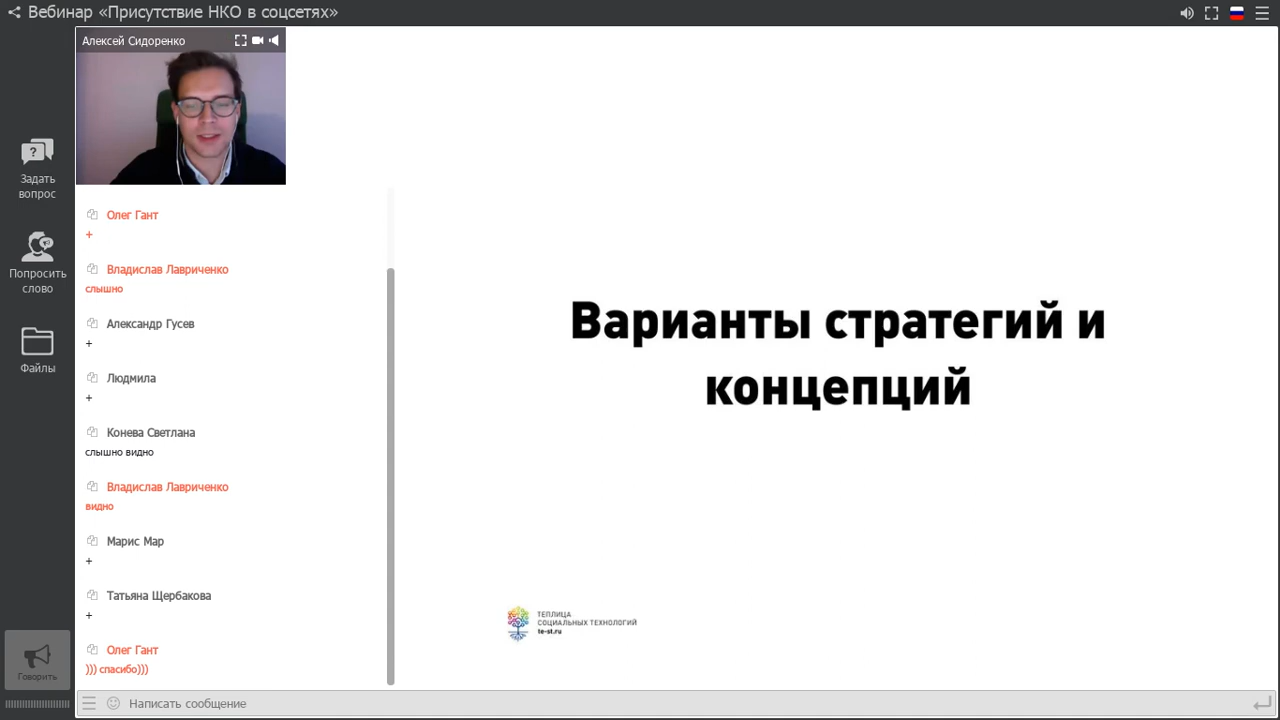 Вебинар «Присутствие НКО в соцсетях»
Алексей Сидоренко
Задать
вопрос
Попросить
слово
Файлы
Говорить
Олег Гант
+
Владислав Лавриченко
слышно
Александр Гусев
+
Людмила
+
Конева Светлана
слышно видно
Владислав Лавриченко
видно
Марис Мар
+
Татьяна Щербакова
+
Олег Гант
))) спасибо)))
Написать сообщение
Варианты стратегий и
концепций
ТЕПЛИЦА
СОЦИАЛЬНЫХ ТЕХНОЛОГИЙ
te-st.ru